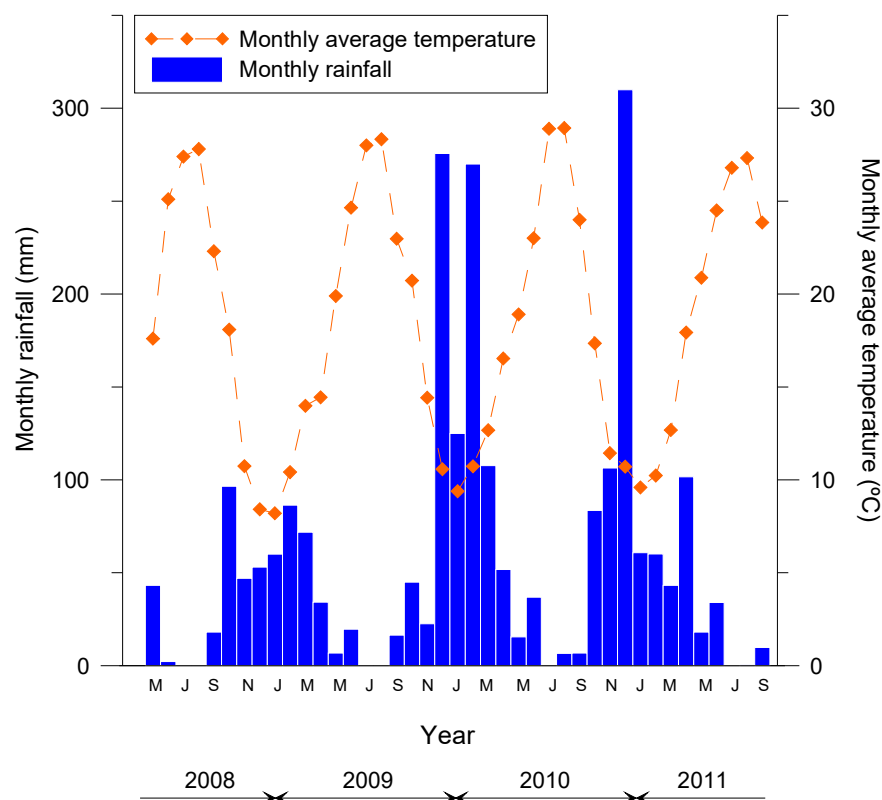 Monthly average temperature
Monthly rainfall
300
200
100
0
Monthly rainfall (mm)
30
20
10
0
Monthly average temperature (ºC)
M J S N J M M J S N J M M J S N J M M J S
Year
2008 2009 2010 2011